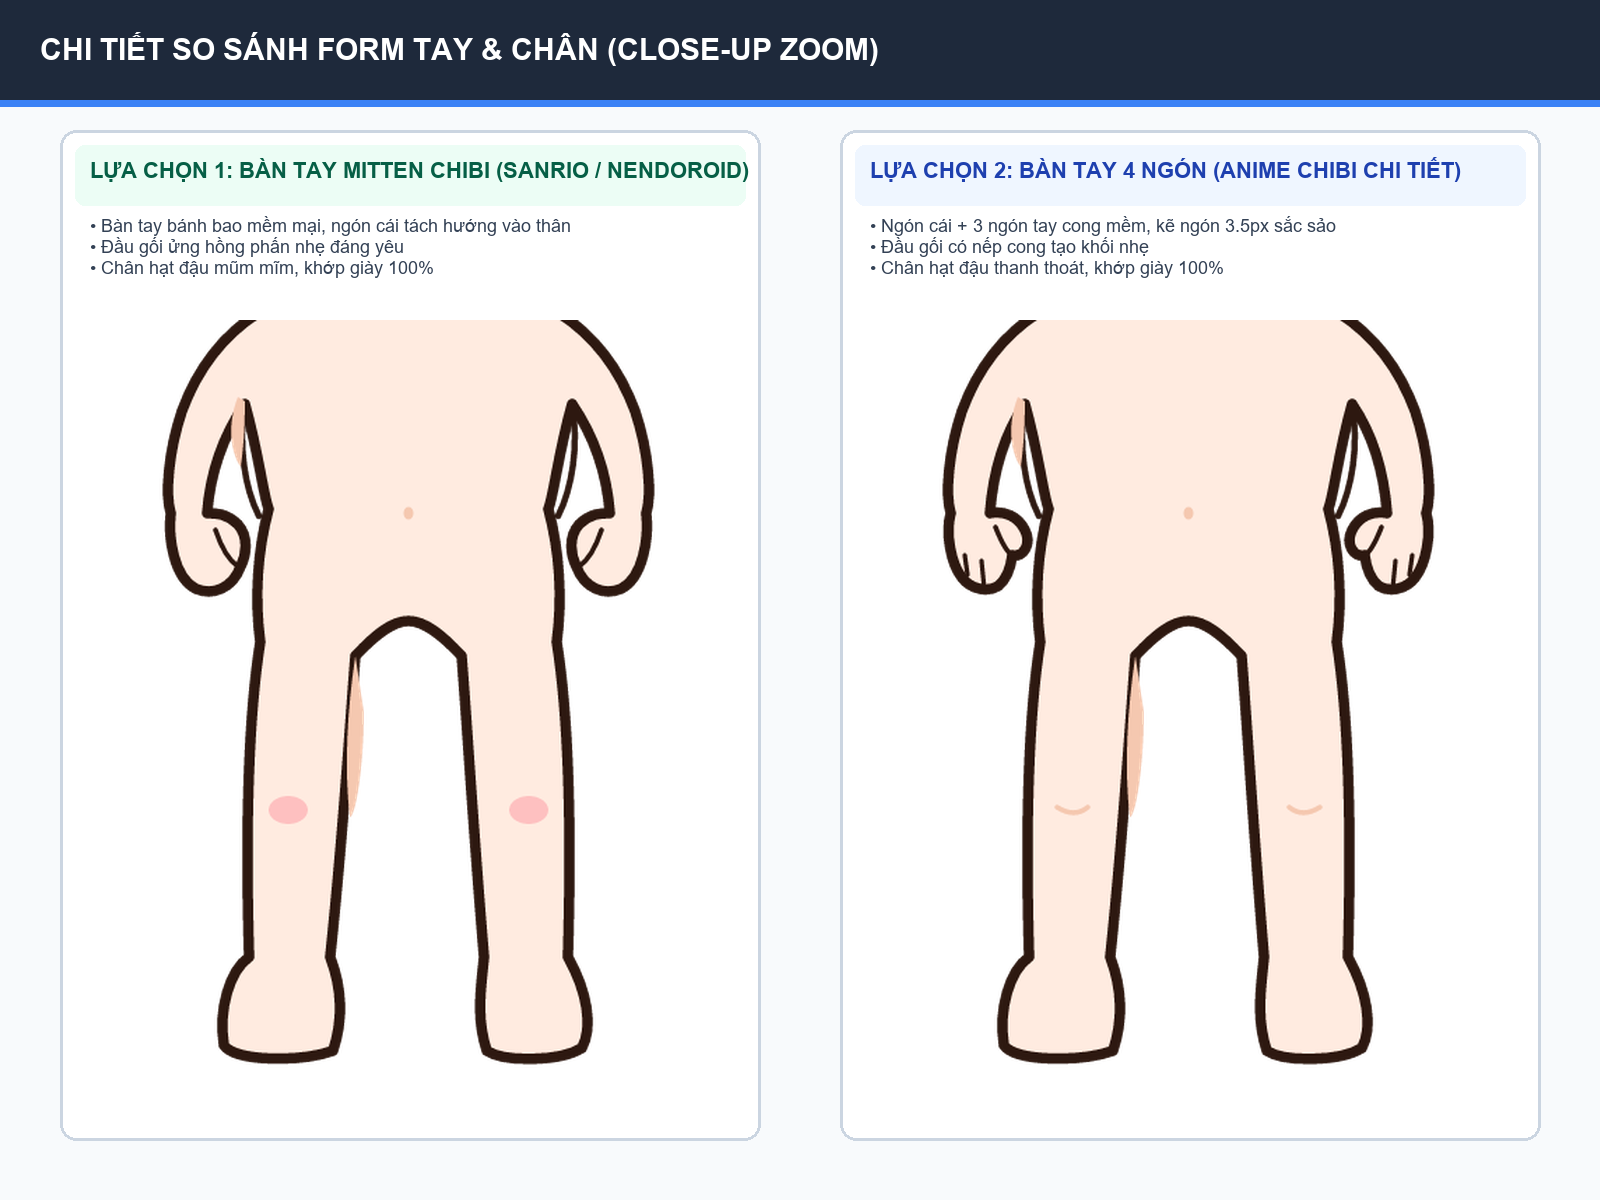 CHI TIẾT SO SÁNH FORM TAY & CHÂN (CLOSE-UP ZOOM)
LỰA CHỌN 1: BÀN TAY MITTEN CHIBI (SANRIO / NENDOROID)
• Bàn tay bánh bao mềm mại, ngón cái tách hướng vào thân
• Đầu gối ửng hồng phấn nhẹ đáng yêu
• Chân hạt đậu mũm mĩm, khớp giày 100%
LỰA CHỌN 2: BÀN TAY 4 NGÓN (ANIME CHIBI CHI TIẾT)
• Ngón cái + 3 ngón tay cong mềm, kẽ ngón 3.5px sắc sảo
• Đầu gối có nếp cong tạo khối nhẹ
• Chân hạt đậu thanh thoát, khớp giày 100%